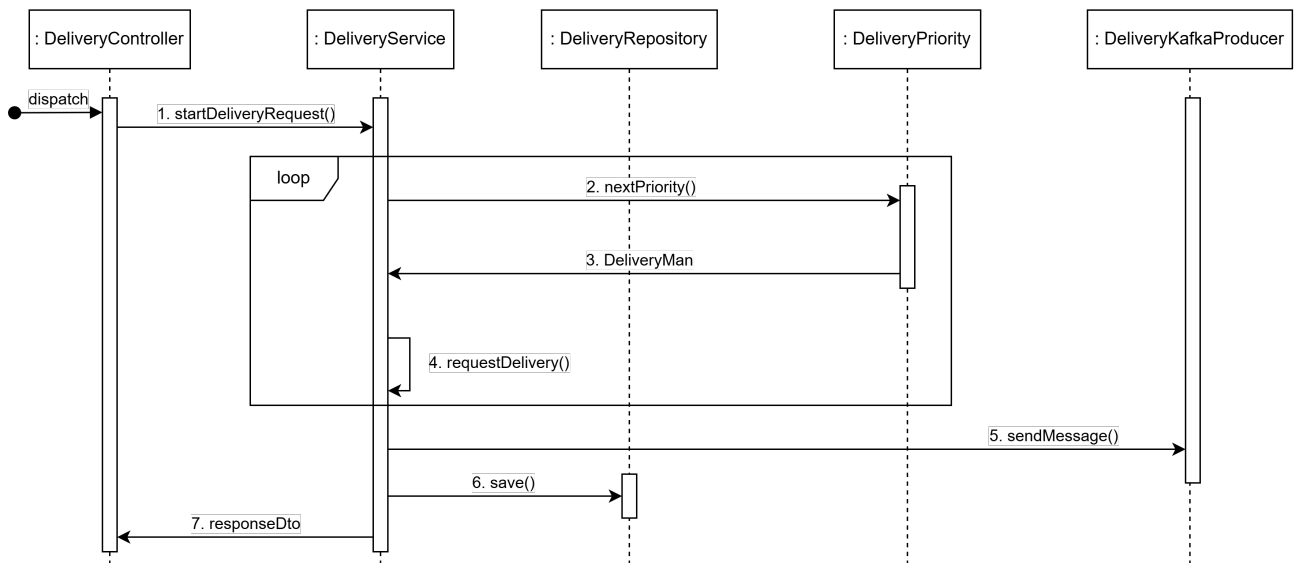 : DeliveryController
: DeliveryService
: DeliveryRepository
: DeliveryPriority
: DeliveryKafkaProducer
dispatch
1. startDeliveryRequest()
loop
2. nextPriority()
3. DeliveryMan
4. requestDelivery()
5. sendMessage()
6. save()
7. responseDto